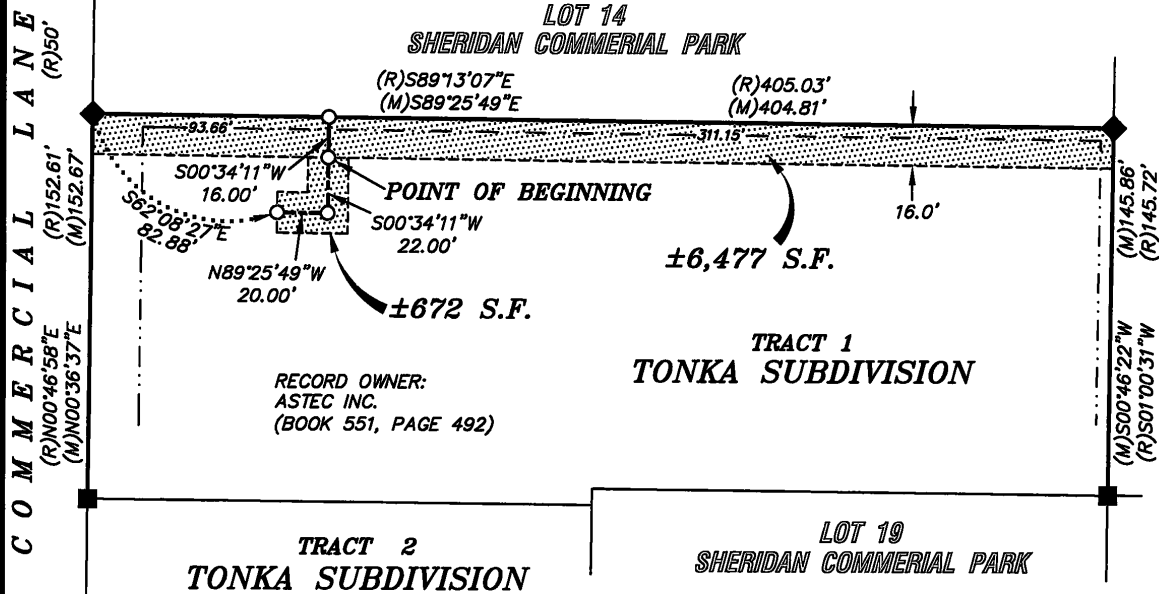 LOT 14
SHERIDAN COMMERIAL PARK
COMMERCIAL LANE
(R)50'
(R)S89°13'07"E
(M)S89°25'49"E
(R)405.03'
(M)404.81'
93.66
311.15
S00°34'11"W
16.00'
POINT OF BEGINNING
S00°34'11"W
22.00'
16.0'
(R)152.61'
(M)152.67'
S62°08'27"E
82.88'
N89°25'49"W
20.00'
±672 S.F.
±6,477 S.F.
(M)145.86'
(R)145.72'
TRACT 1
TONKA SUBDIVISION
RECORD OWNER:
ASTEC INC.
(BOOK 551, PAGE 492)
(R)N00°46'58"E
(M)N00°36'37"E
(M)S00°46'22"W
(R)S01°00'31"W
TRACT 2
TONKA SUBDIVISION
LOT 19
SHERIDAN COMMERIAL PARK